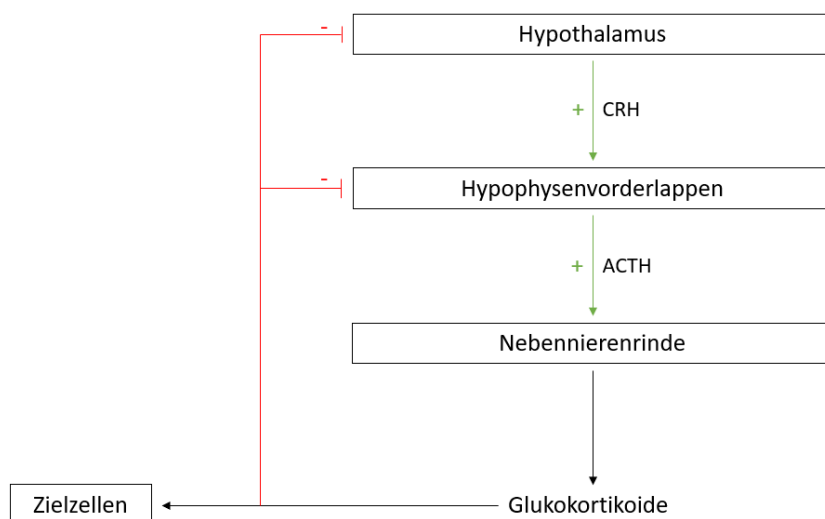 - Hypothalamus
+ CRH
- Hypophysenvorderlappen
+ ACTH
Nebennierenrinde
Zielzellen Glukokortikoide